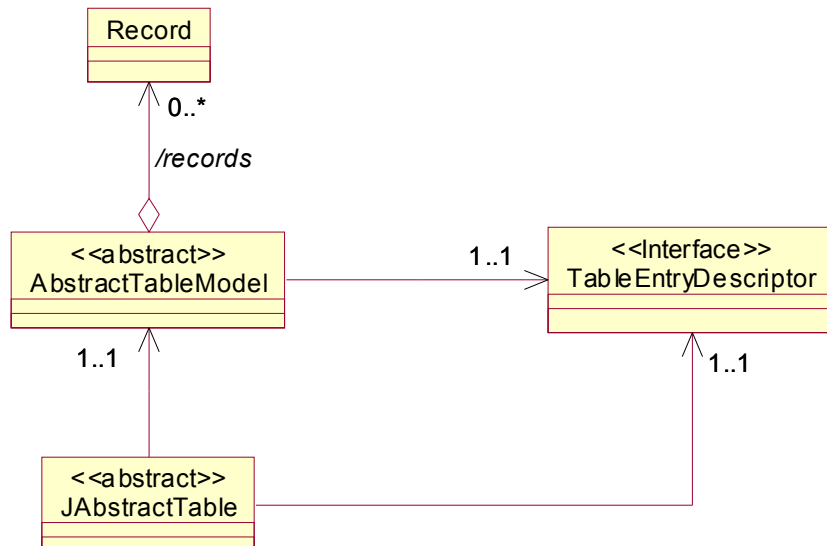 Record
0..*
/records
<<abstract>>
AbstractTableModel
1..1
<<Interface>>
TableEntryDescriptor
1..1
1..1
<<abstract>>
JAbstractTable